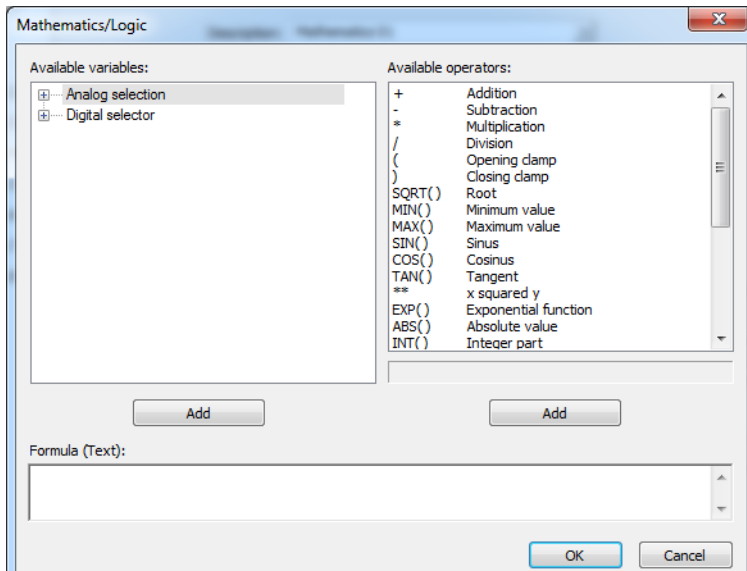 Mathematics/Logic
Available variables:
Analog selection
Digital selector
Add
Available operators:
+ Addition
- Subtraction
* Multiplication
/ Division
( Opening clamp
) Closing clamp
SQRT() Root
MIN() Minimum value
MAX() Maximum value
SIN() Sinus
COS() Cosinus
TAN() Tangent
** x squared y
EXP() Exponential function
ABS() Absolute value
INT() Integer part
Add
Formula (Text):
OK
Cancel